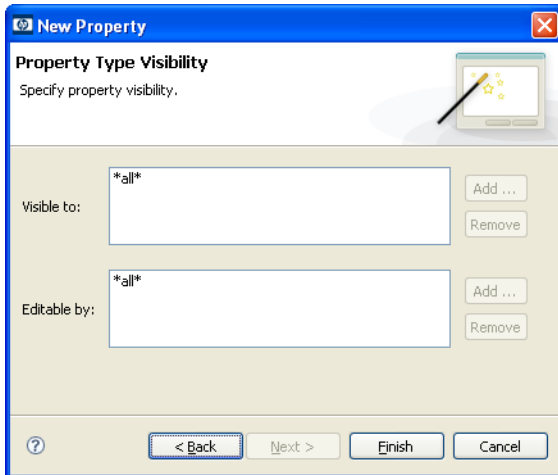 New Property
Property Type Visibility
Specify property visibility.
Visible to:
*all*
Add ...
Remove
Editable by:
*all*
Add ...
Remove
< Back
Next >
Finish
Cancel